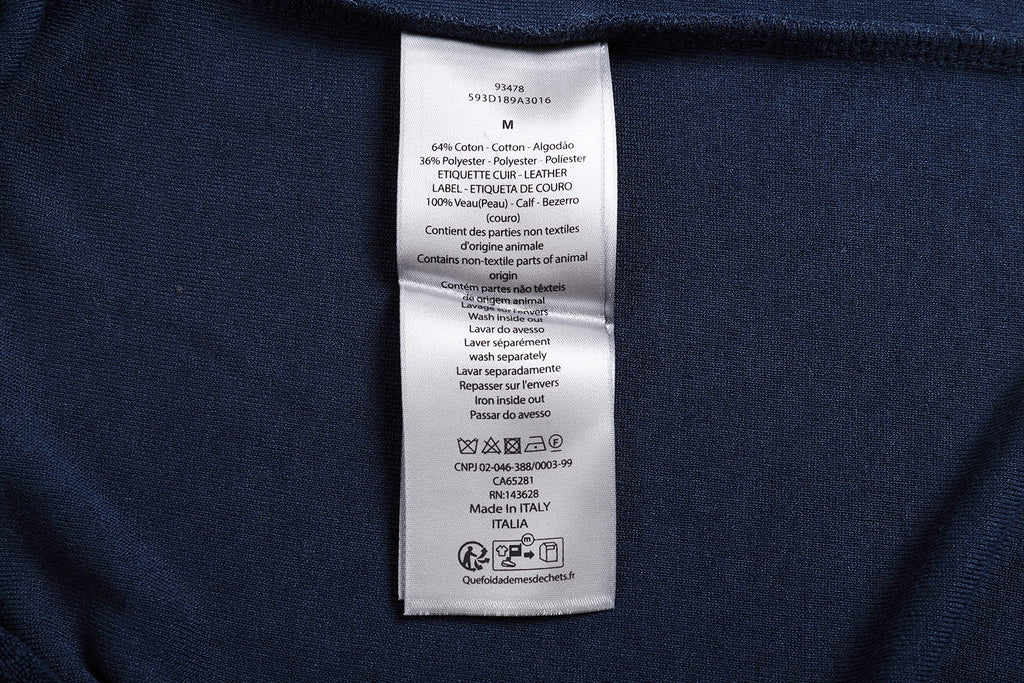 93478
593D189A3016
M
64% Coton - Cotton - Algodão
36% Polyester - Polyester - Poliester
ETIQUETTE CUIR - LEATHER
LABEL - ETIQUETA DE COURO
100% Veau(Peau) - Calf - Bezerro
(couro)
Contient des parties non textiles
d'origine animale
Contains non-textile parts of animal
origin
Contém partes não têxteis
de origem animal
Lavage sur l'envers
Wash inside out
Lavar do avesso
Laver séparément
wash separately
Lavar separadamente
Repasser sur l'envers
Iron inside out
Passar do avesso
F
CNPJ 02-046-388/0003-99
CA65281
RN:143628
Made In ITALY
ITALIA
m
Quefoidademesdechets.fr